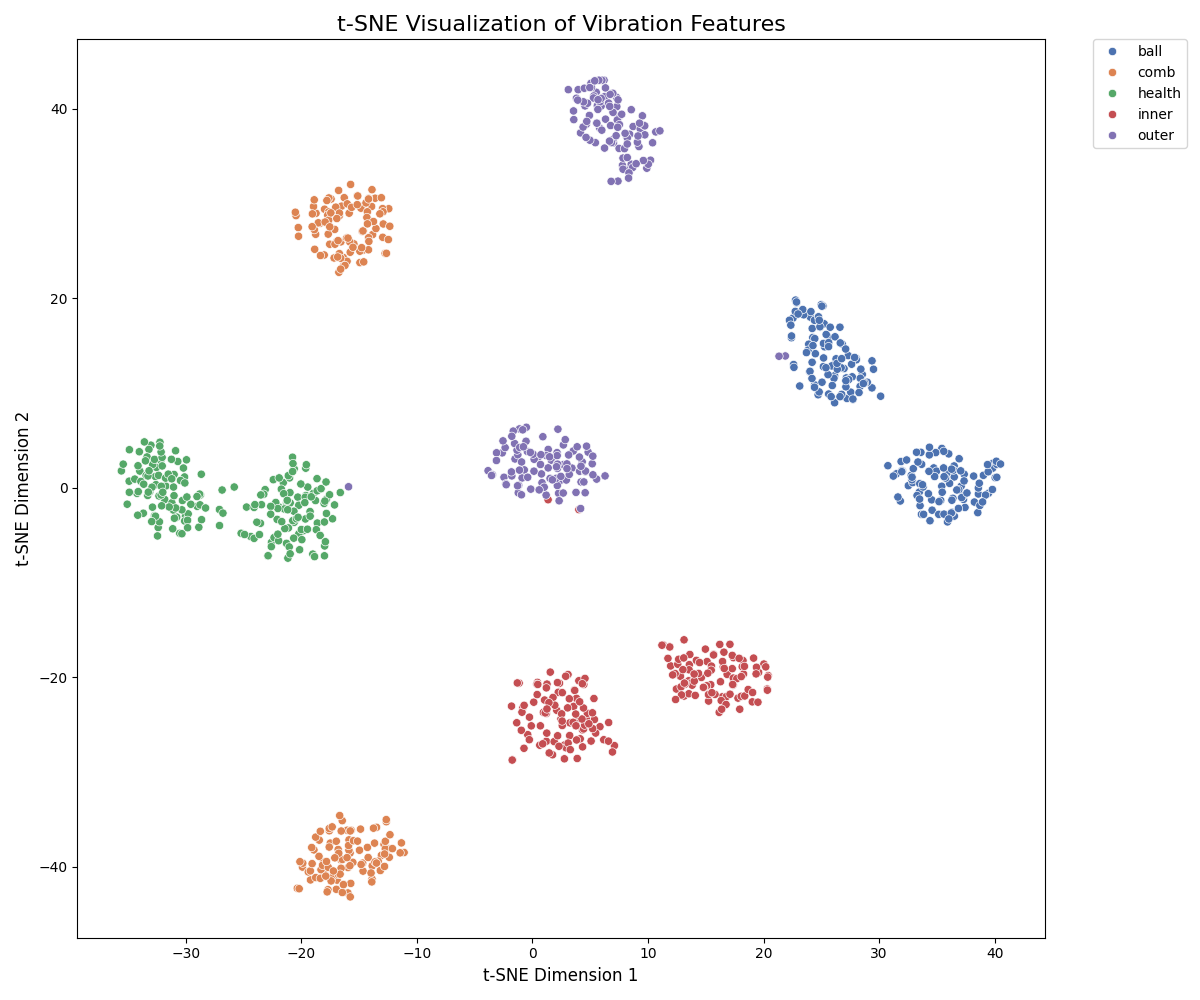 t-SNE Visualization of Vibration Features
ball
comb
health
inner
outer
40
20
0
−20
−40
t-SNE Dimension 2
−30
−20
−10
0
10
20
30
40
t-SNE Dimension 1